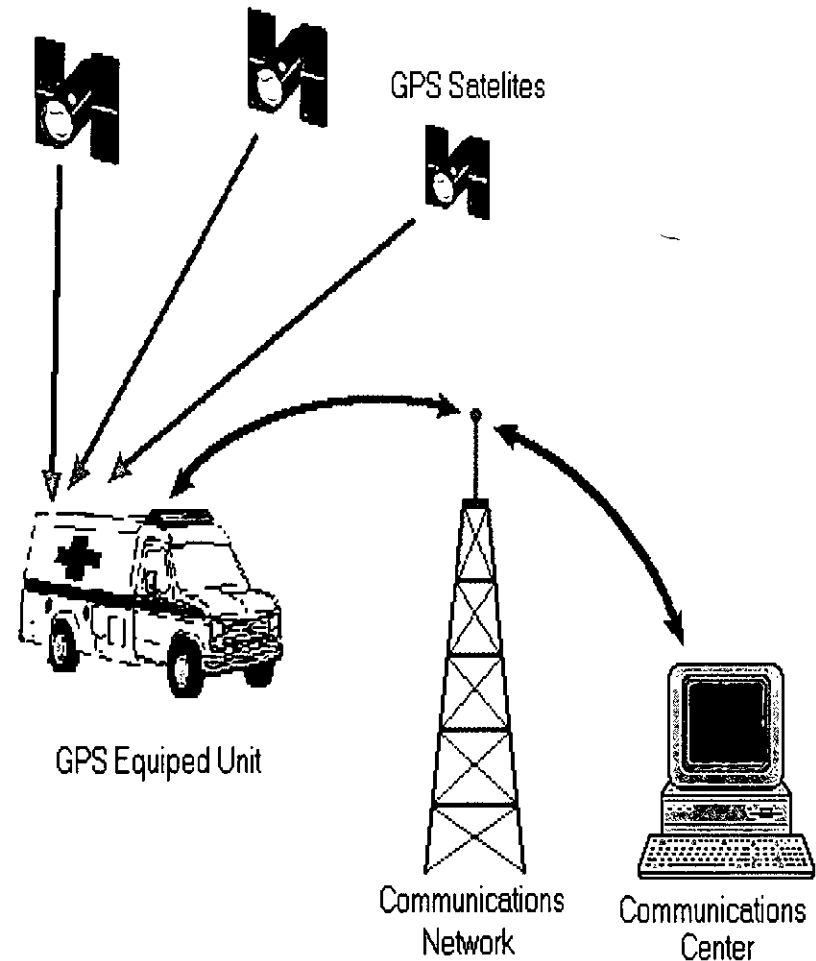 GPS Satelites
GPS Equiped Unit
Communications
Network
Communications
Center